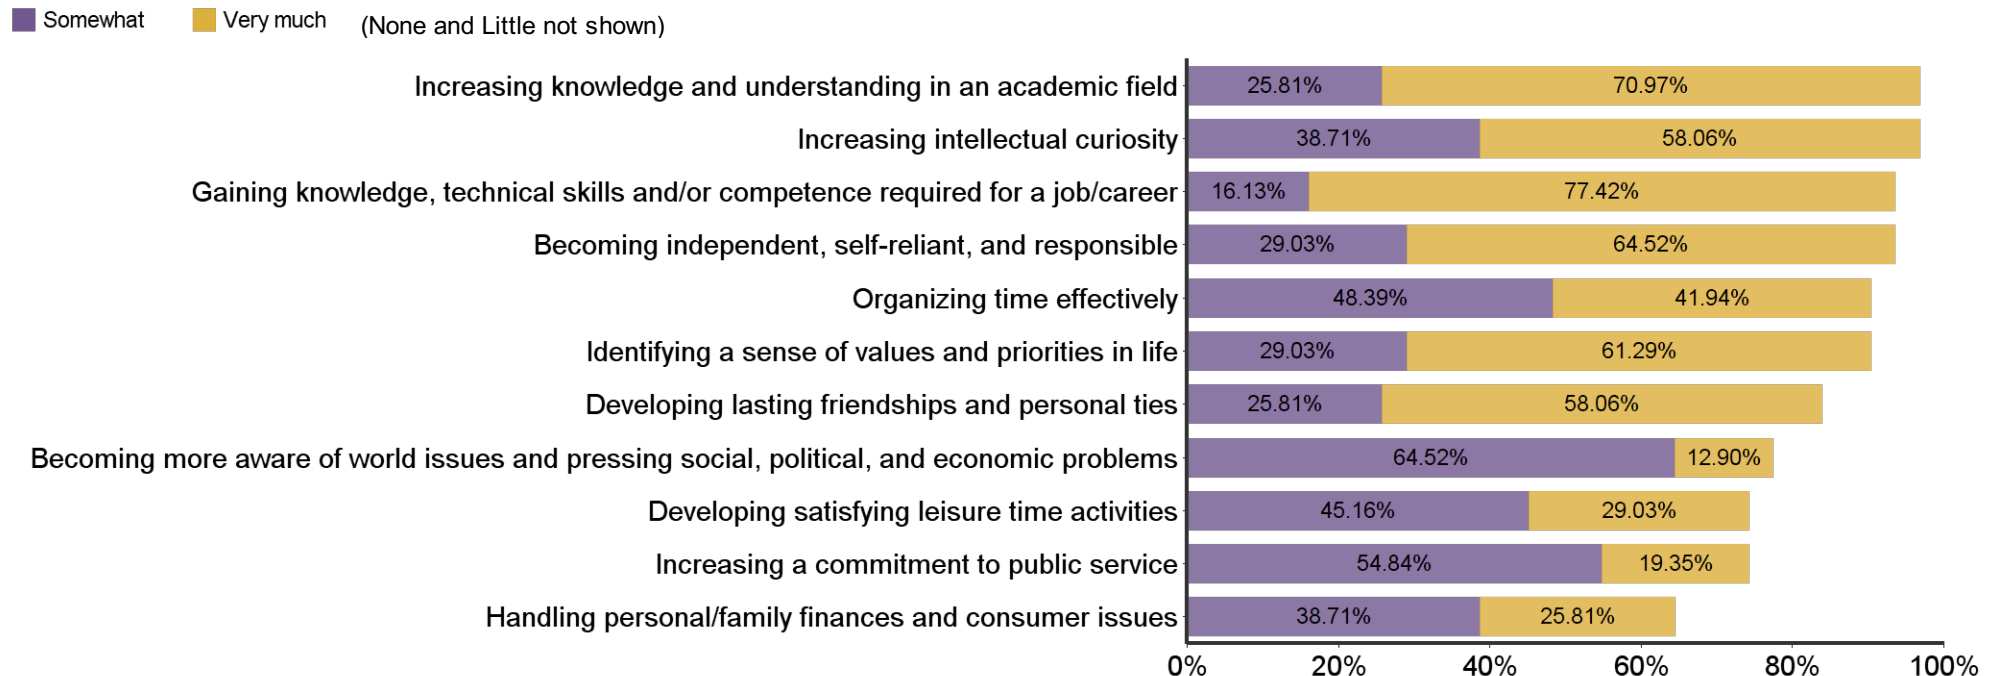 Somewhat Very much (None and Little not shown)
Increasing knowledge and understanding in an academic field 25.81% 70.97%
Increasing intellectual curiosity 38.71% 58.06%
Gaining knowledge, technical skills and/or competence required for a job/career 16.13% 77.42%
Becoming independent, self-reliant, and responsible 29.03% 64.52%
Organizing time effectively 48.39% 41.94%
Identifying a sense of values and priorities in life 29.03% 61.29%
Developing lasting friendships and personal ties 25.81% 58.06%
Becoming more aware of world issues and pressing social, political, and economic problems 64.52% 12.90%
Developing satisfying leisure time activities 45.16% 29.03%
Increasing a commitment to public service 54.84% 19.35%
Handling personal/family finances and consumer issues 38.71% 25.81%
0% 20% 40% 60% 80% 100%